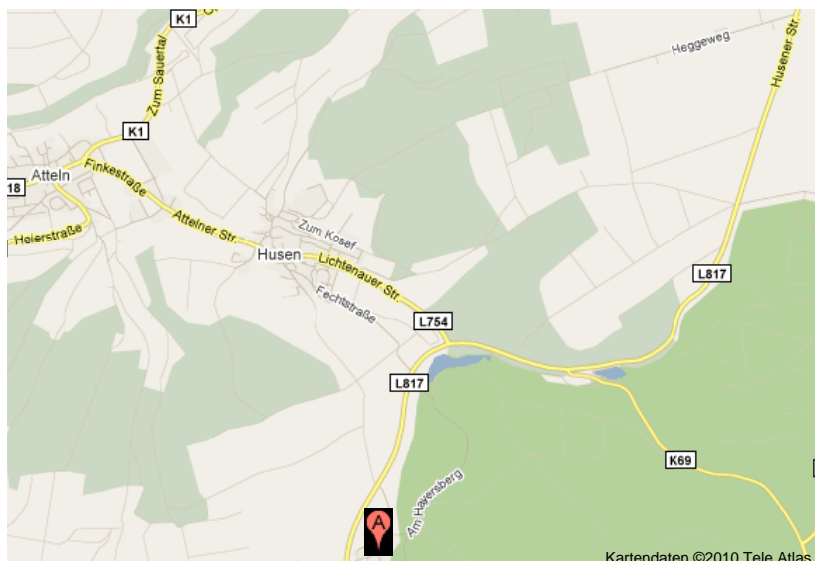 K1
Zum Sauertal
K1
Heggeweg
Husener Str.
Atteln
18
Finkestraße
Attelner Str.
Zum Kosef
Husen
Lichtenauer Str.
Fechtstraße
L817
L754
L817
K69
Am Hayersberg
A
Kartendaten ©2010 Tele Atlas